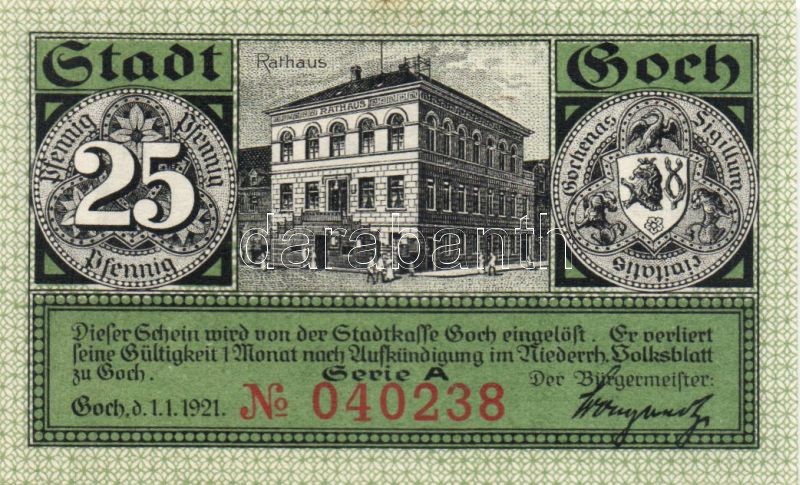 Stadt Goch
Rathaus
RATHAUS
Pfennig Pfennig
25
Pfennig
Sigillum
civitatis
Gochensis
darabanth
Dieser Schein wird von der Stadtkasse Goch eingelöst. Er verliert
seine Gültigkeit 1 Monat nach Aufkündigung im Niederrh. Volksblatt
zu Goch.
Serie A
Der Bürgermeister:
Goch, d. 1.1.1921.
№ 040238